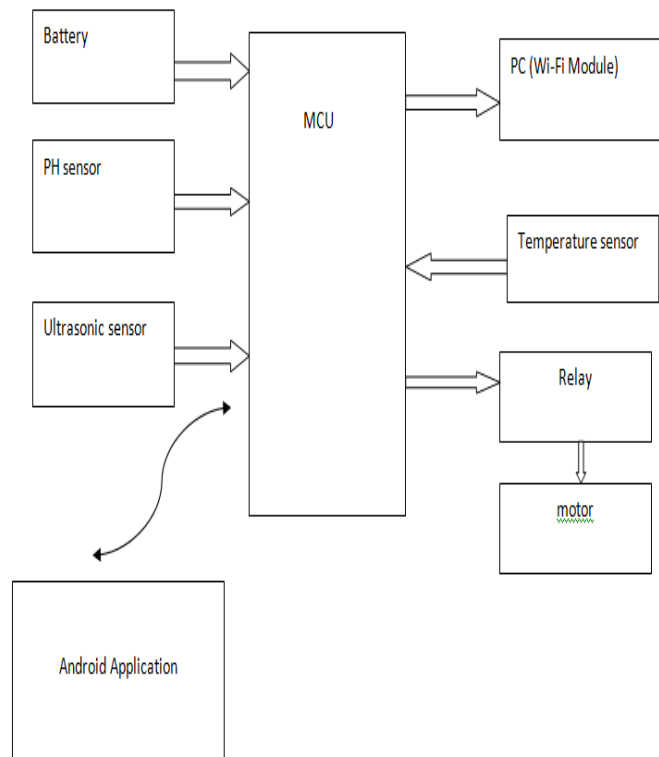 Battery
PH sensor
Ultrasonic sensor
MCU
PC (Wi-Fi Module)
Temperature sensor
Relay
motor
Android Application